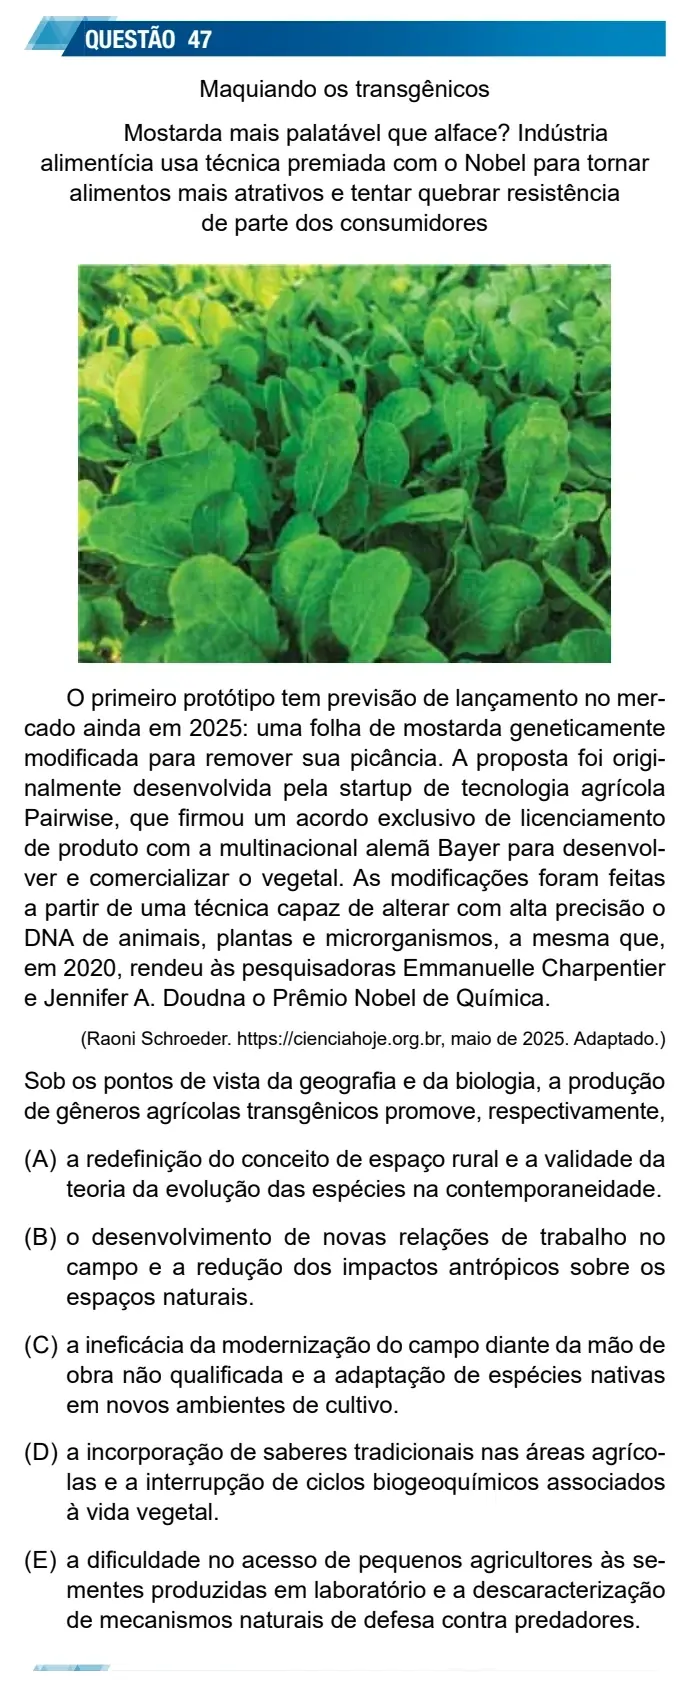 QUESTÃO 47
Maquiando os transgênicos
Mostarda mais palatável que alface? Indústria
alimentícia usa técnica premiada com o Nobel para tornar
alimentos mais atrativos e tentar quebrar resistência
de parte dos consumidores
O primeiro protótipo tem previsão de lançamento no mer-
cado ainda em 2025: uma folha de mostarda geneticamente
modificada para remover sua picância. A proposta foi origi-
nalmente desenvolvida pela startup de tecnologia agrícola
Pairwise, que firmou um acordo exclusivo de licenciamento
de produto com a multinacional alemã Bayer para desenvol-
ver e comercializar o vegetal. As modificações foram feitas
a partir de uma técnica capaz de alterar com alta precisão o
DNA de animais, plantas e microrganismos, a mesma que,
em 2020, rendeu às pesquisadoras Emmanuelle Charpentier
e Jennifer A. Doudna o Prêmio Nobel de Química.
(Raoni Schroeder. https://cienciahoje.org.br, maio de 2025. Adaptado.)
Sob os pontos de vista da geografia e da biologia, a produção
de gêneros agrícolas transgênicos promove, respectivamente,
(A) a redefinição do conceito de espaço rural e a validade da
teoria da evolução das espécies na contemporaneidade.
(B) o desenvolvimento de novas relações de trabalho no
campo e a redução dos impactos antrópicos sobre os
espaços naturais.
(C) a ineficácia da modernização do campo diante da mão de
obra não qualificada e a adaptação de espécies nativas
em novos ambientes de cultivo.
(D) a incorporação de saberes tradicionais nas áreas agríco-
las e a interrupção de ciclos biogeoquímicos associados
à vida vegetal.
(E) a dificuldade no acesso de pequenos agricultores às se-
mentes produzidas em laboratório e a descaracterização
de mecanismos naturais de defesa contra predadores.